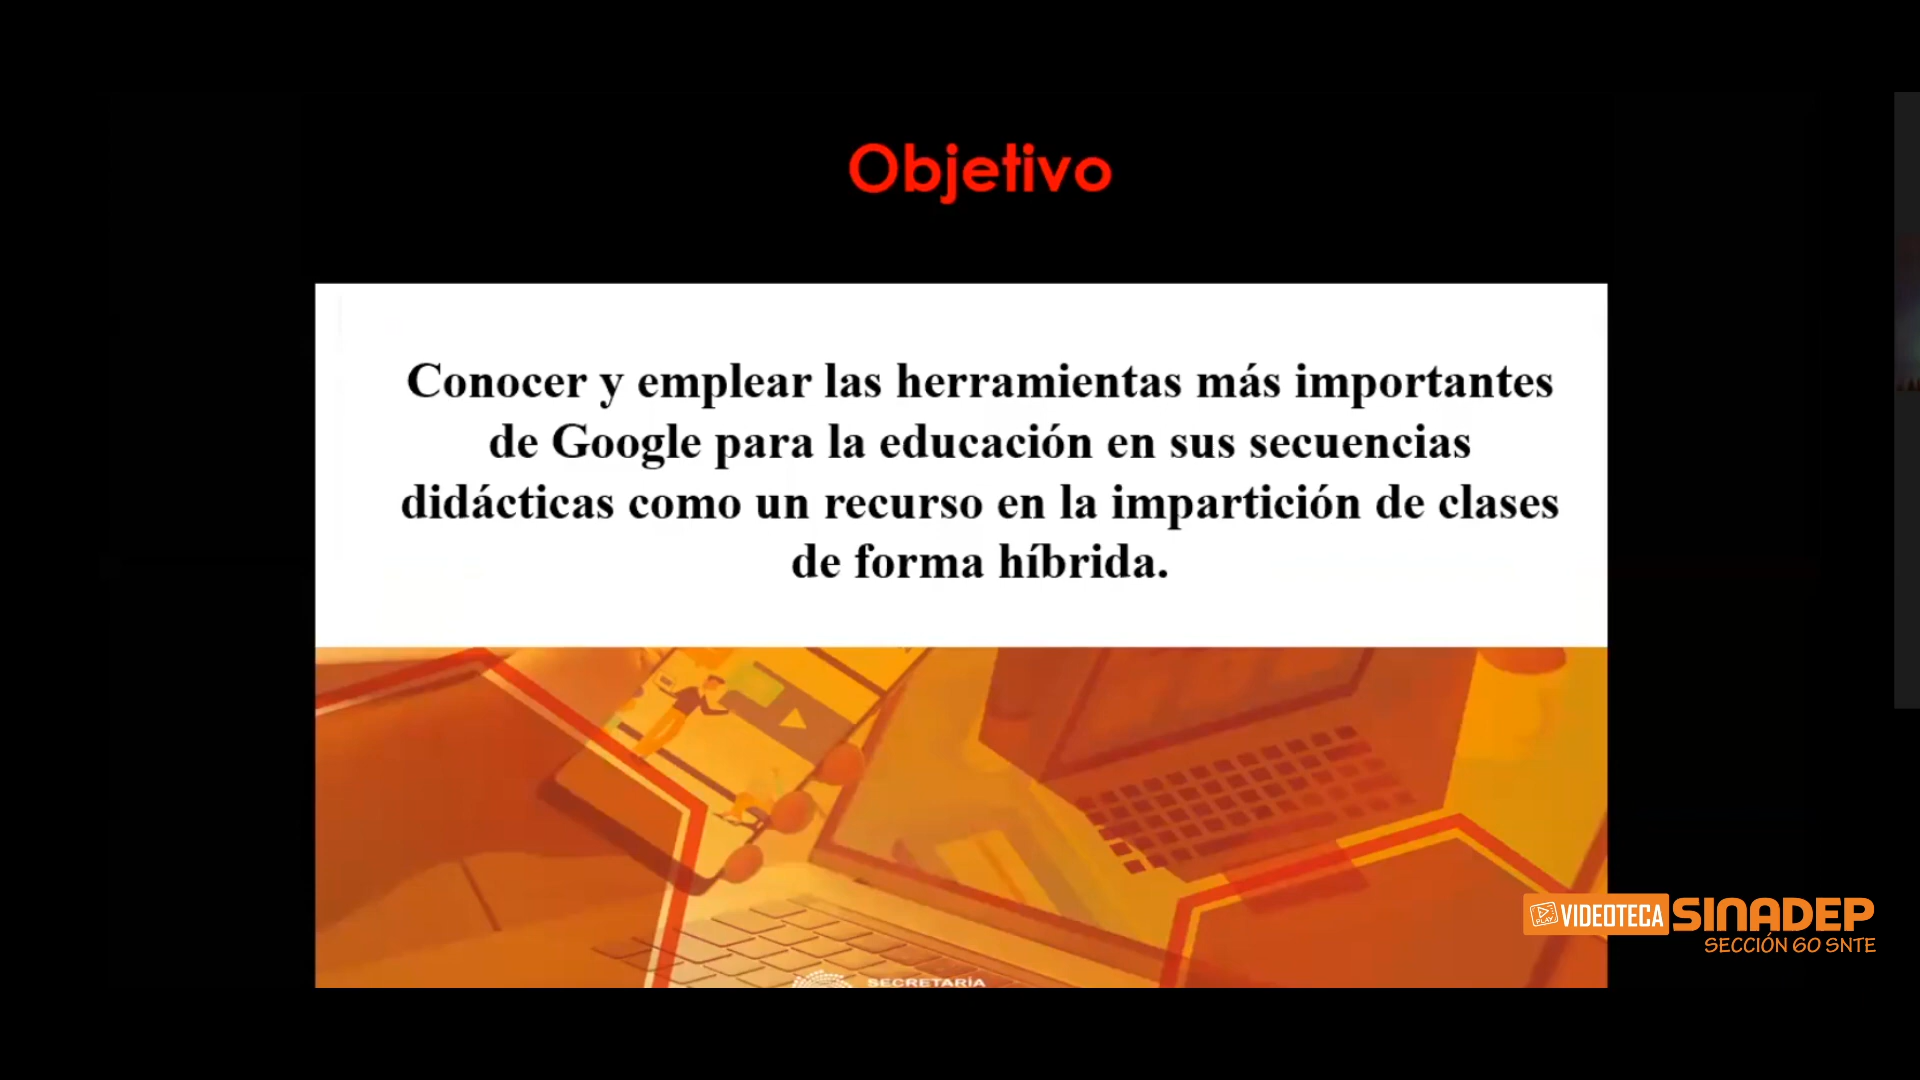 Objetivo
Conocer y emplear las herramientas más importantes
de Google para la educación en sus secuencias
didácticas como un recurso en la impartición de clases
de forma híbrida.
PLAY
VIDEOTECA SINADEP
SECCIÓN 60 SNTE
SECRETARÍA